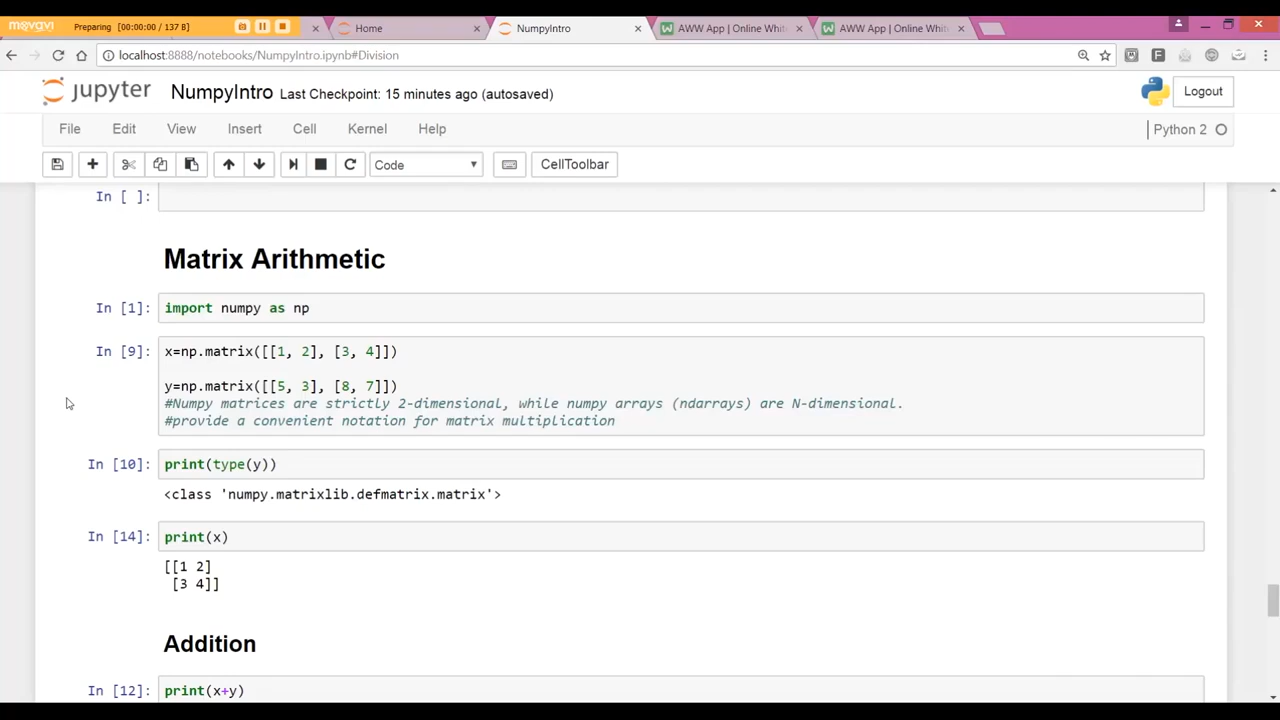 movavi Preparing [00:00:00 / 137 B]
Home
NumpyIntro
AWW App | Online Whit
AWW App | Online Whit
localhost:8888/notebooks/NumpyIntro.ipynb#Division
jupyter NumpyIntro Last Checkpoint: 15 minutes ago (autosaved)
Logout
File Edit View Insert Cell Kernel Help
Python 2
Code
CellToolbar
In [ ]:
Matrix Arithmetic
In [1]: import numpy as np
In [9]: x=np.matrix([[1, 2], [3, 4]])
y=np.matrix([[5, 3], [8, 7]])
#Numpy matrices are strictly 2-dimensional, while numpy arrays (ndarrays) are N-dimensional.
#provide a convenient notation for matrix multiplication
In [10]: print(type(y))
<class 'numpy.matrixlib.defmatrix.matrix'>
In [14]: print(x)
[[1 2]
[3 4]]
Addition
In [12]: print(x+y)